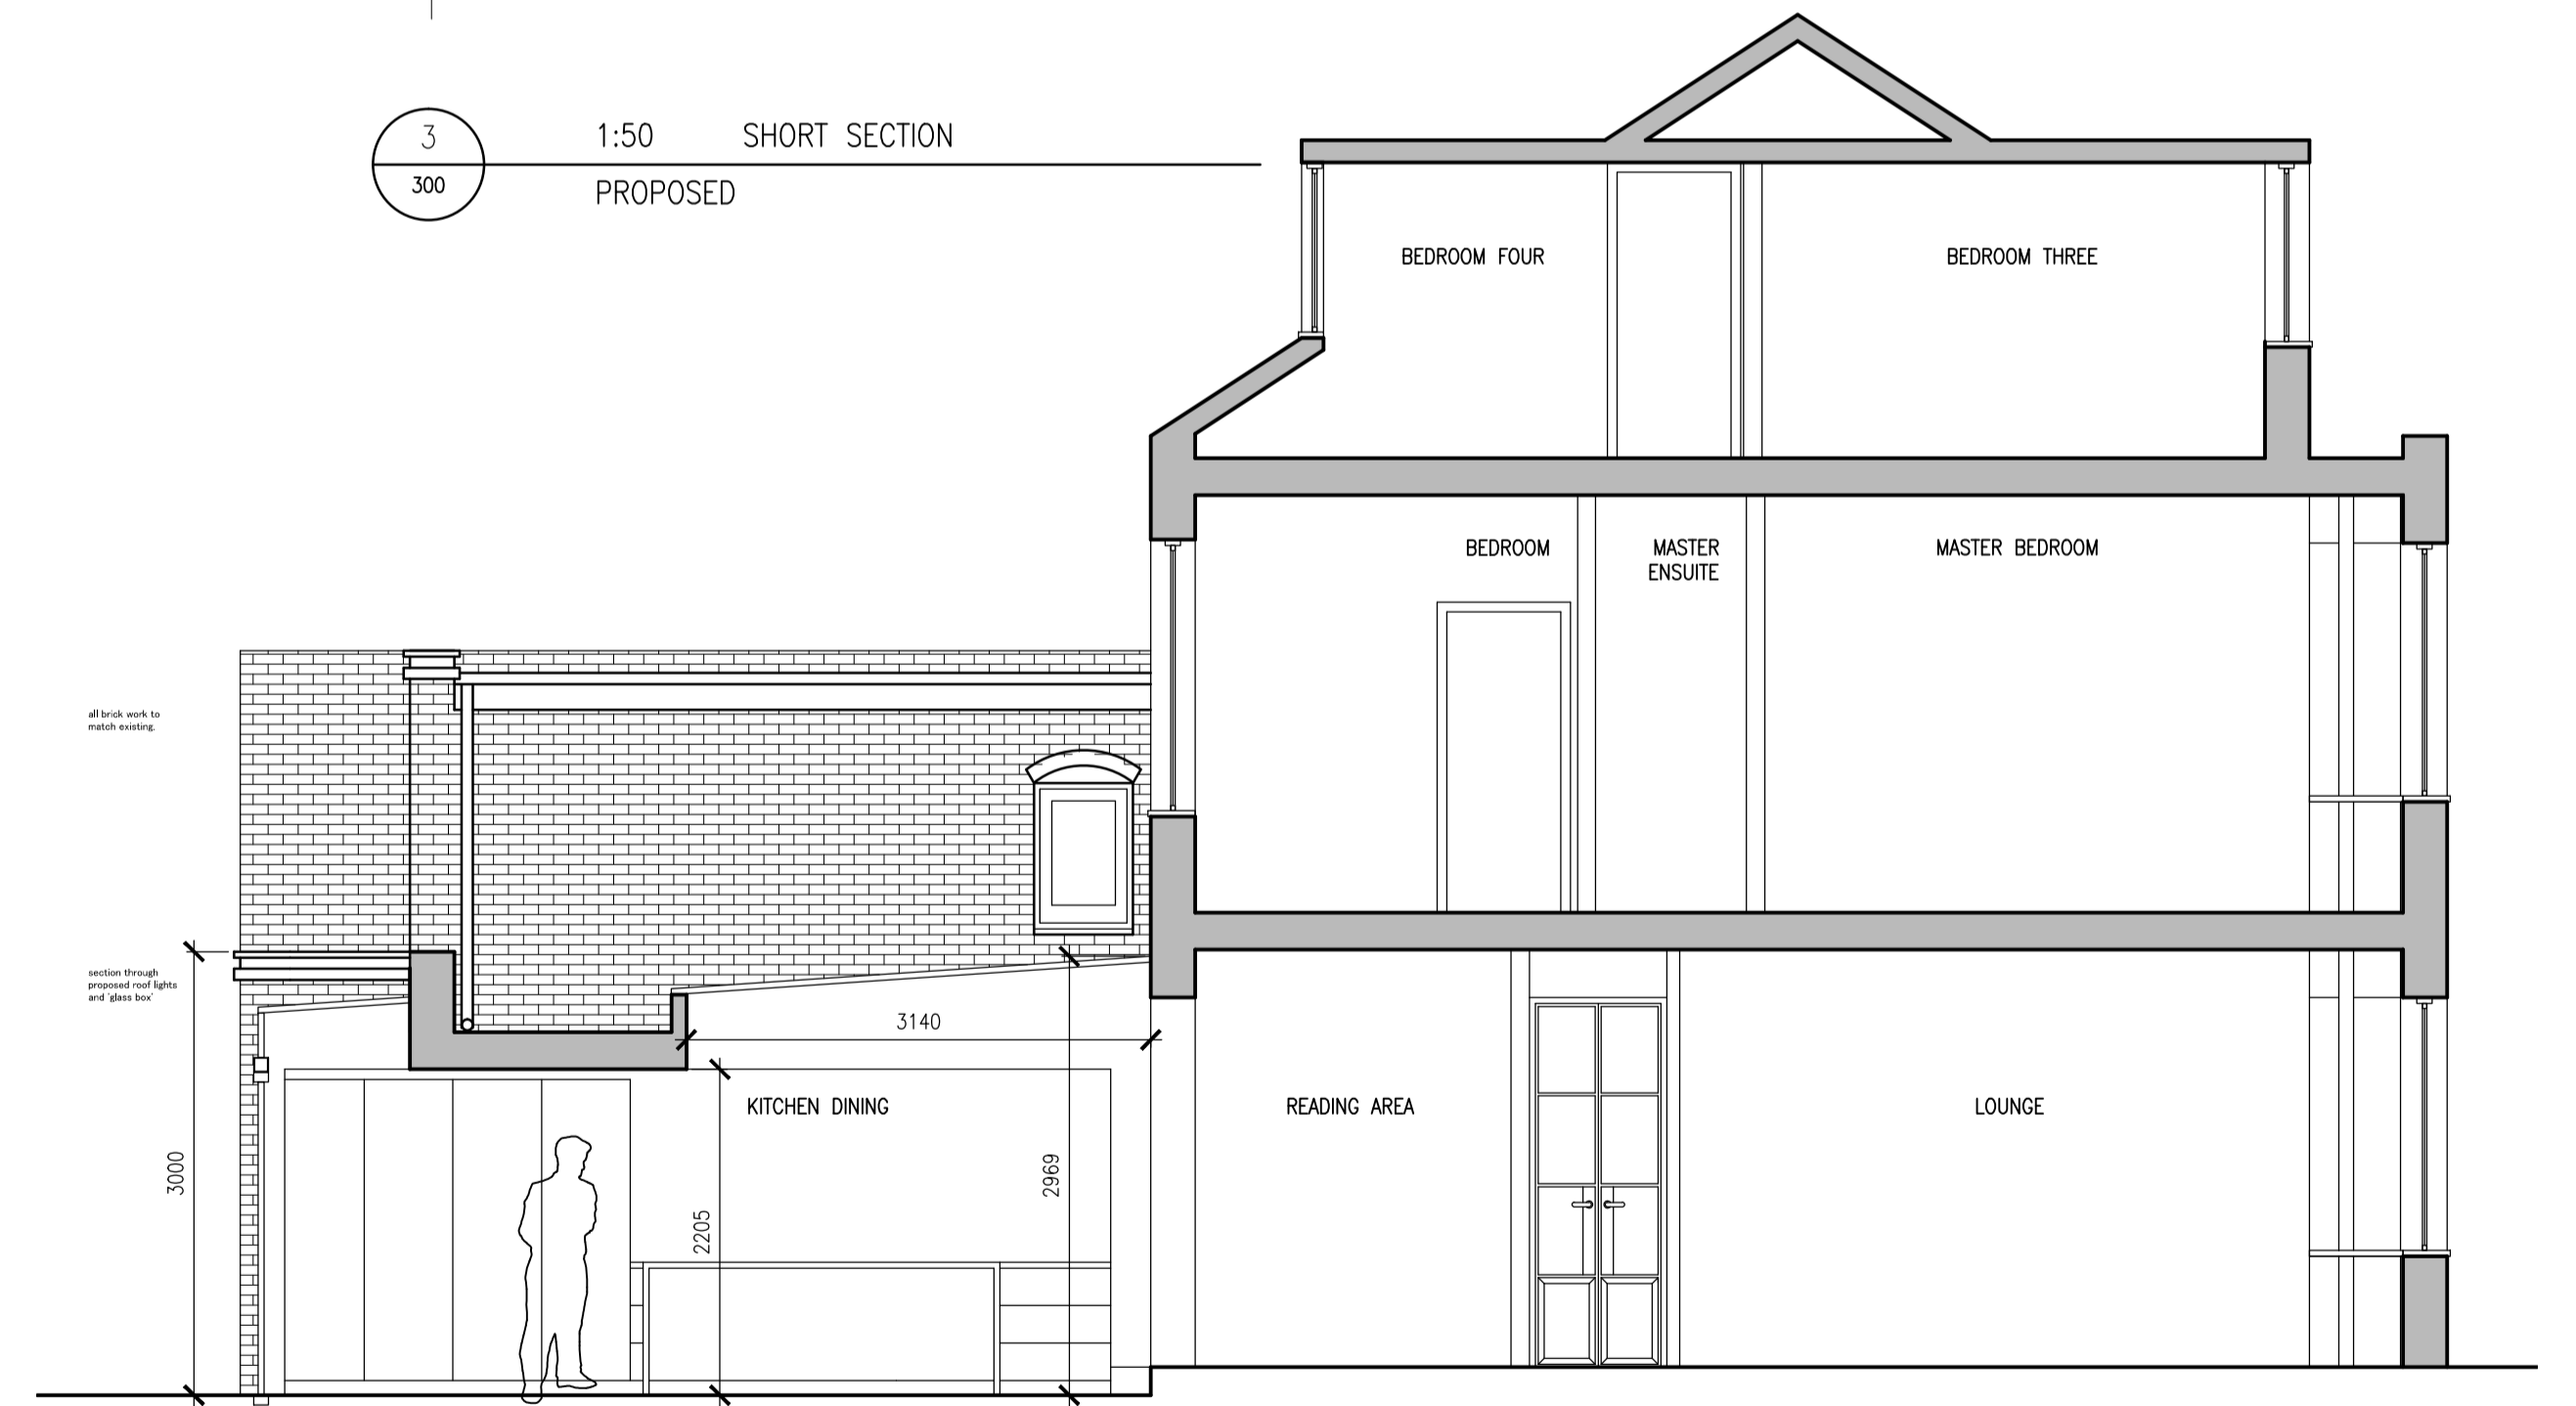 3
300
1:50 SHORT SECTION
PROPOSED
BEDROOM FOUR
BEDROOM THREE
BEDROOM
MASTER
ENSUITE
MASTER BEDROOM
all brick work to
match existing.
section through
proposed roof lights
and 'glass box'
3140
KITCHEN DINING
READING AREA
LOUNGE
3000
2205
2969